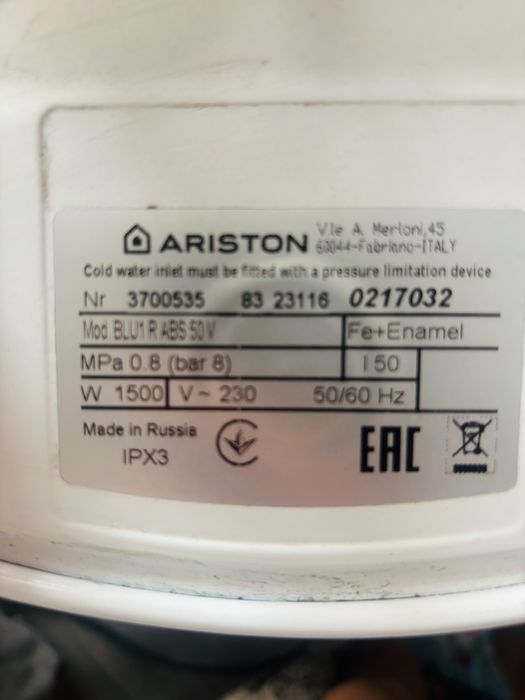 ARISTON
V.le A. Merloni,45
60044-Fabriano-ITALY
Cold water inlet must be fitted with a pressure limitation device
Nr 3700535 83 23116 0217032
Mod. BLU1 R ABS 50 V Fe+Enamel
MPa 0.8 (bar 8) l 50
W 1500 V~ 230 50/60 Hz
Made in Russia
IPX3
EAC